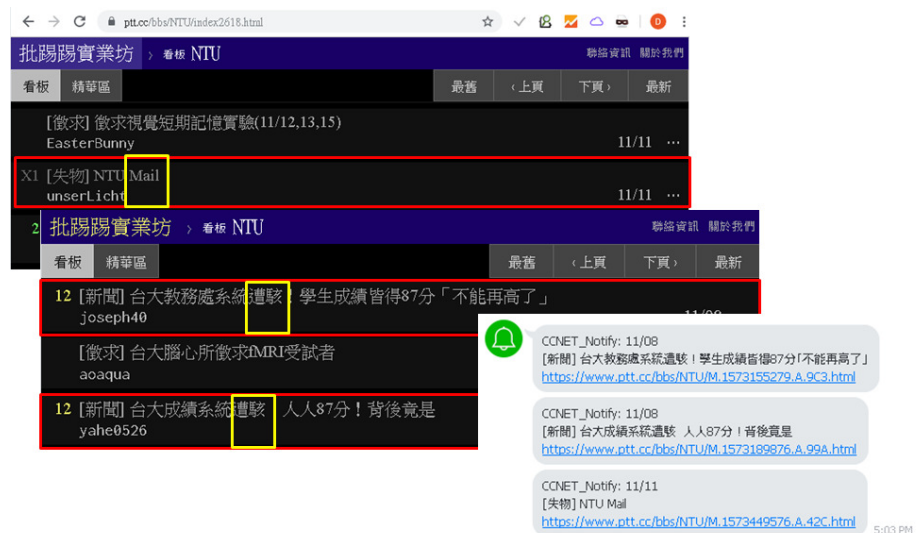 ptt.cc/bbs/NTU/index2618.html
批踢踢實業坊 › 看板 NTU 聯絡資訊 關於我們
看板 精華區 最舊 ‹ 上頁 下頁 › 最新
[徵求] 徵求視覺短期記憶實驗(11/12,13,15)
EasterBunny 11/11 ⋯
X1 [失物] NTU Mail
unserLicht 11/11 ⋯
2
批踢踢實業坊 › 看板 NTU 聯絡資訊 關於我們
看板 精華區 最舊 ‹ 上頁 下頁 › 最新
12 [新聞] 台大教務處系統遭駭！學生成績皆得87分「不能再高了」
joseph40
[徵求] 台大腦心所徵求fMRI受試者
aoaqua
12 [新聞] 台大成績系統遭駭 人人87分！背後竟是
yahe0526
CCNET_Notify: 11/08
[新聞] 台大教務處系統遭駭！學生成績皆得87分「不能再高了」
https://www.ptt.cc/bbs/NTU/M.1573155279.A.9C3.html
CCNET_Notify: 11/08
[新聞] 台大成績系統遭駭 人人87分！背後竟是
https://www.ptt.cc/bbs/NTU/M.1573189876.A.99A.html
CCNET_Notify: 11/11
[失物] NTU Mail
https://www.ptt.cc/bbs/NTU/M.1573449576.A.42C.html
5:03 PM